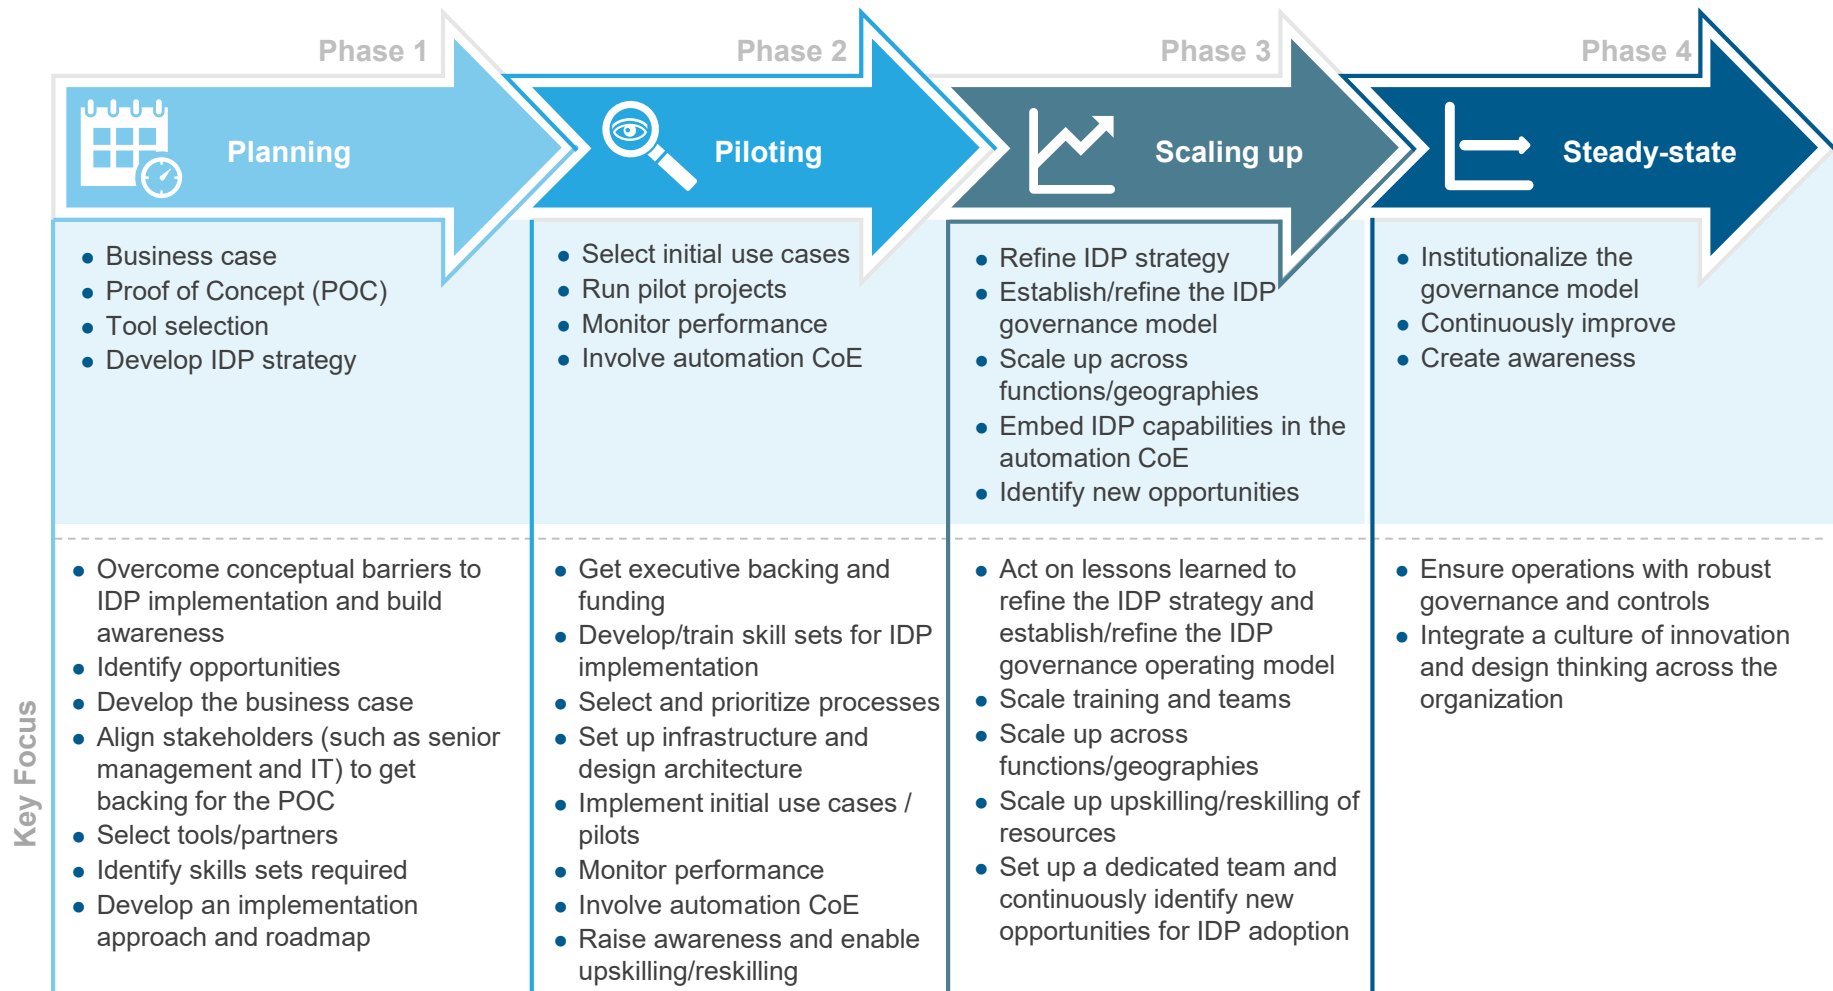 Phase 1
Phase 2
Phase 3
Phase 4
Planning
Piloting
Scaling up
Steady-state
Business case
Proof of Concept (POC)
Tool selection
Develop IDP strategy
Select initial use cases
Run pilot projects
Monitor performance
Involve automation CoE
Refine IDP strategy
Establish/refine the IDP
governance model
Scale up across
functions/geographies
Embed IDP capabilities in the
automation CoE
Identify new opportunities
Institutionalize the
governance model
Continuously improve
Create awareness
Key Focus
Overcome conceptual barriers to
IDP implementation and build
awareness
Identify opportunities
Develop the business case
Align stakeholders (such as senior
management and IT) to get
backing for the POC
Select tools/partners
Identify skills sets required
Develop an implementation
approach and roadmap
Get executive backing and
funding
Develop/train skill sets for IDP
implementation
Select and prioritize processes
Set up infrastructure and
design architecture
Implement initial use cases /
pilots
Monitor performance
Involve automation CoE
Raise awareness and enable
upskilling/reskilling
Act on lessons learned to
refine the IDP strategy and
establish/refine the IDP
governance operating model
Scale training and teams
Scale up across
functions/geographies
Scale up upskilling/reskilling of
resources
Set up a dedicated team and
continuously identify new
opportunities for IDP adoption
Ensure operations with robust
governance and controls
Integrate a culture of innovation
and design thinking across the
organization